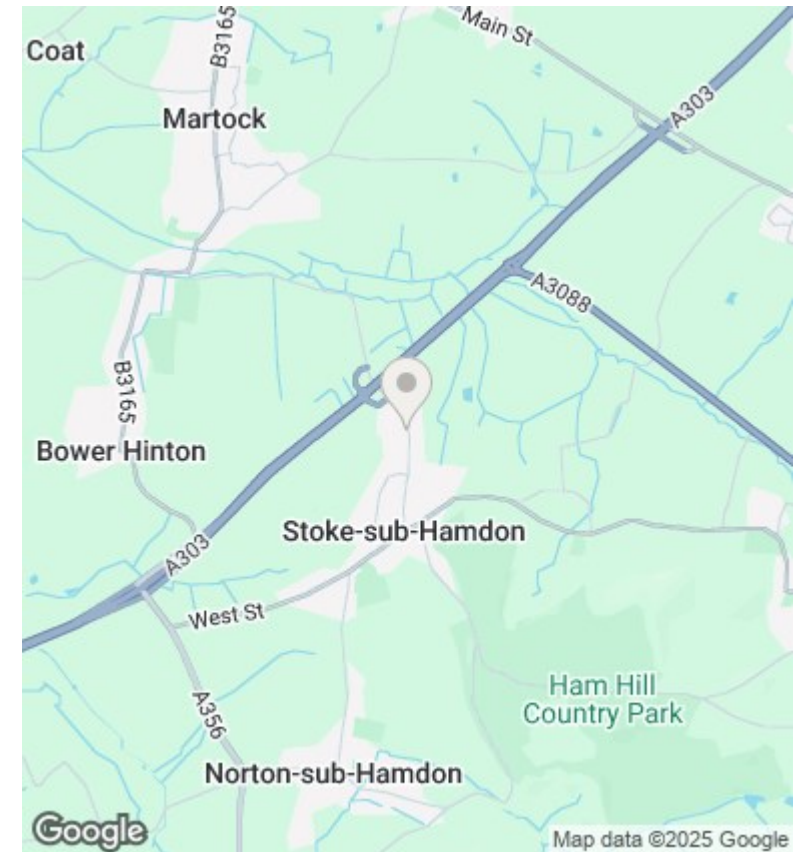 Main St
Coat
B3165
A303
Martock
A3088
B3165
Bower Hinton
Stoke-sub-Hamdon
A303
West St
Ham Hill
Country Park
A356
Norton-sub-Hamdon
Google
Map data ©2025 Google